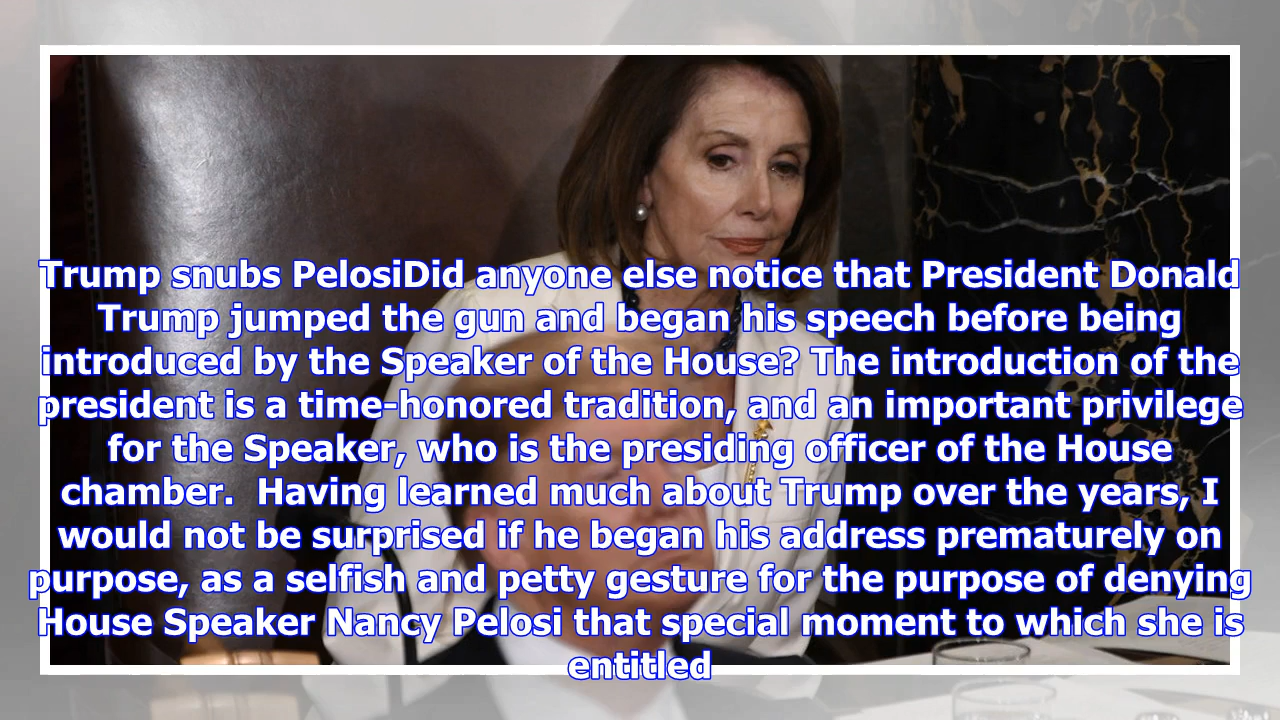 Trump snubs PelosiDid anyone else notice that President Donald
Trump jumped the gun and began his speech before being
introduced by the Speaker of the House? The introduction of the
president is a time-honored tradition, and an important privilege
for the Speaker, who is the presiding officer of the House
chamber.  Having learned much about Trump over the years, I
would not be surprised if he began his address prematurely on
purpose, as a selfish and petty gesture for the purpose of denying
House Speaker Nancy Pelosi that special moment to which she is
entitled